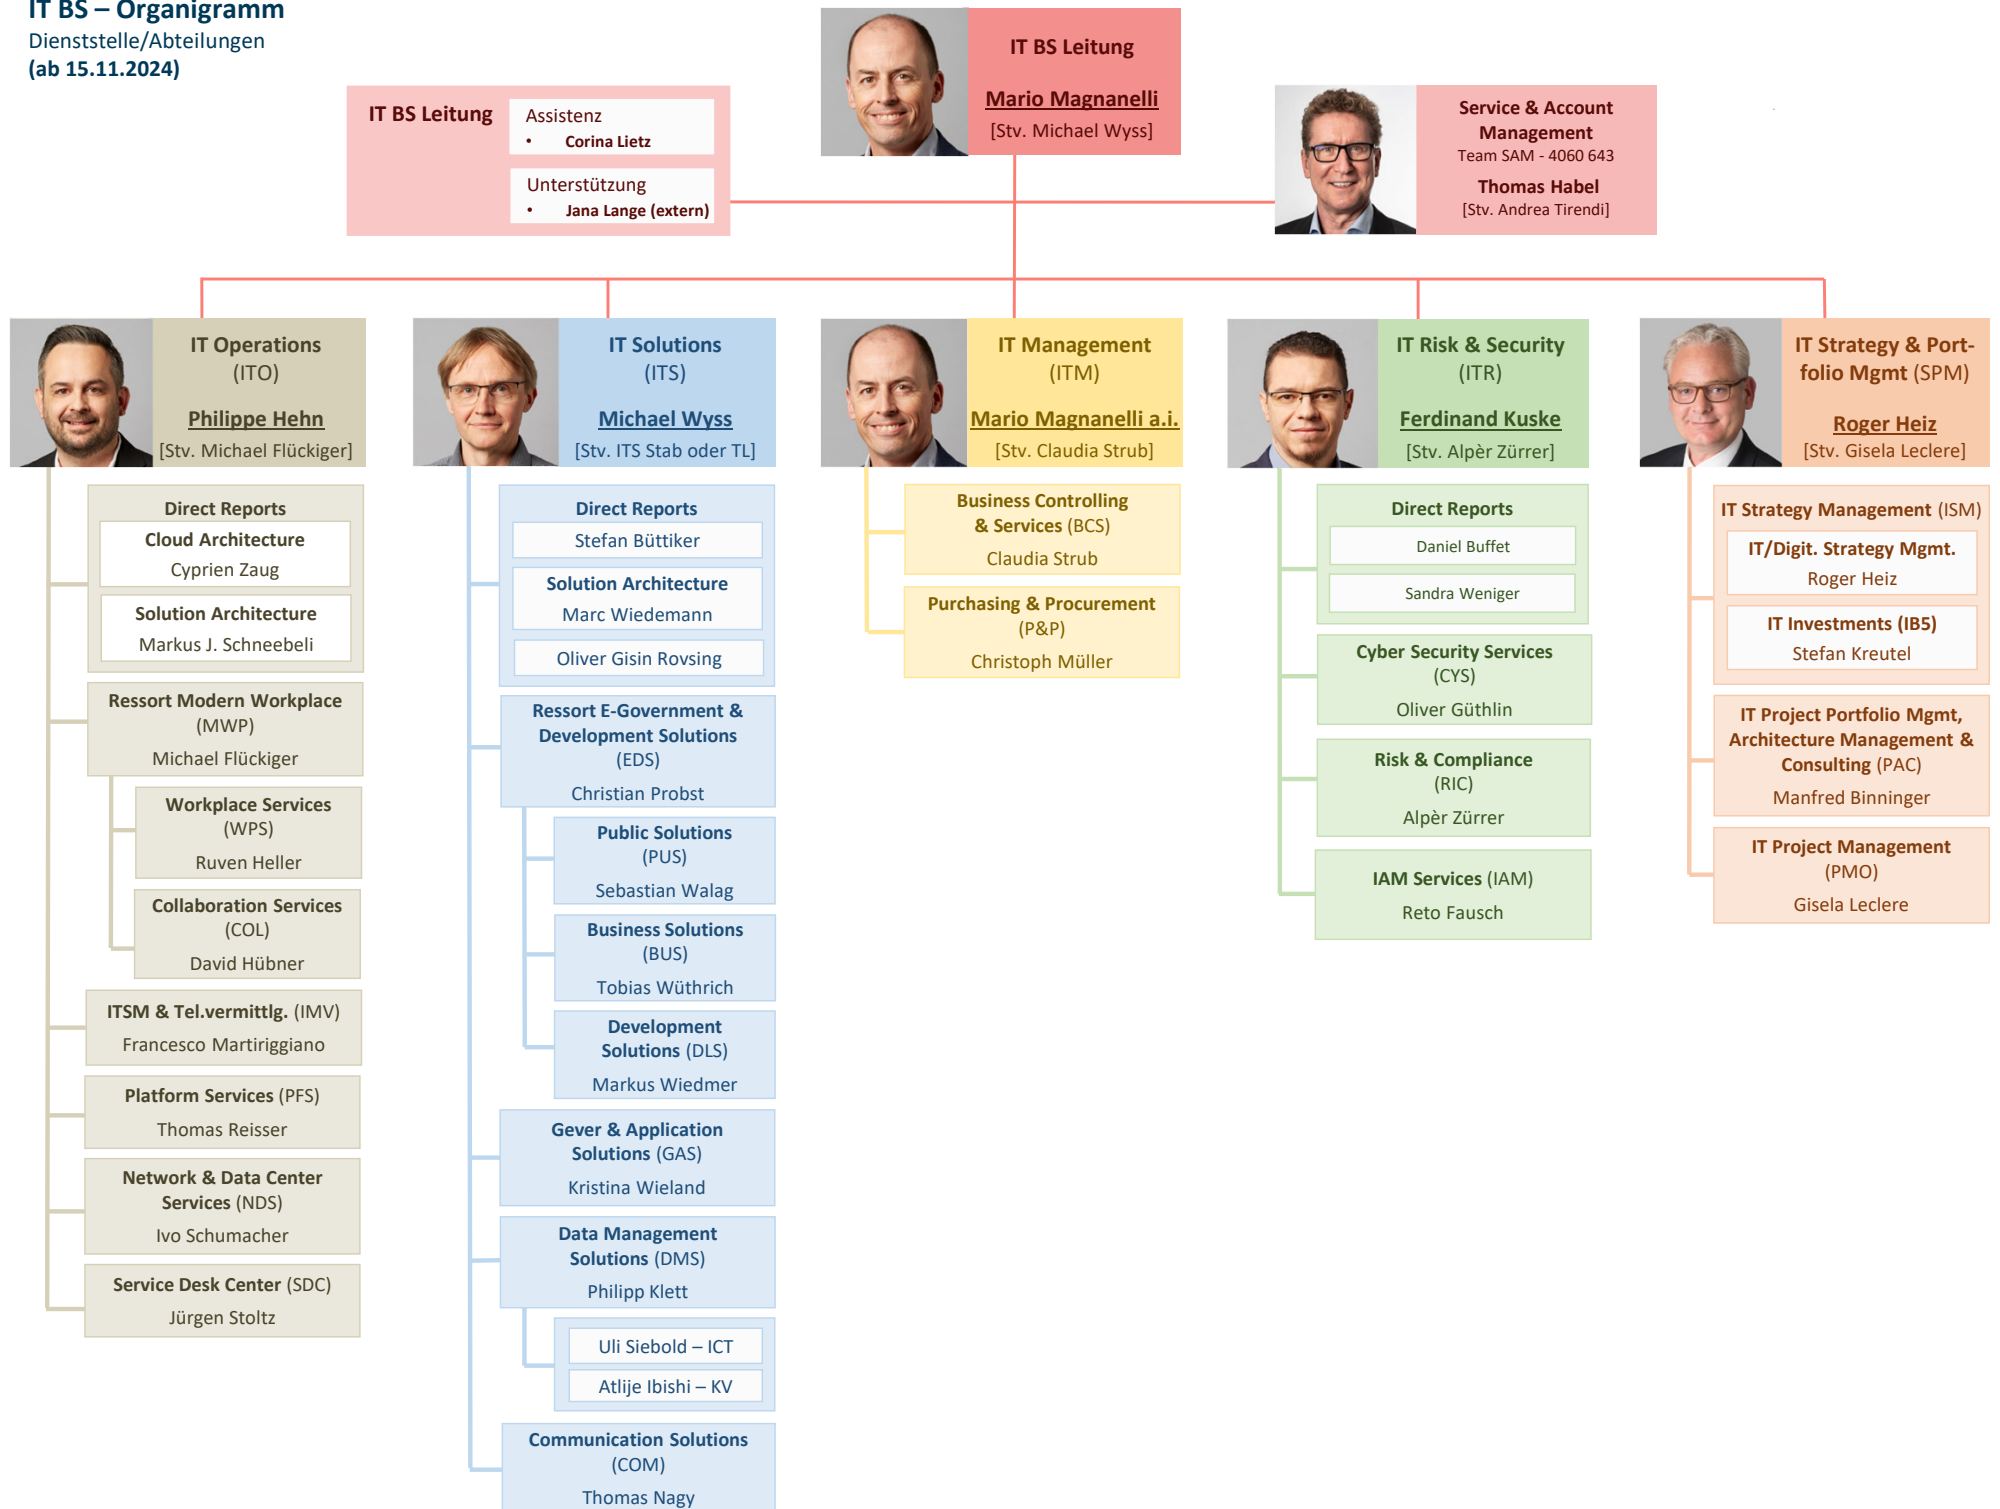 IT BS – Organigramm
Dienststelle/Abteilungen
(ab 15.11.2024)
IT BS Leitung
Mario Magnanelli
[Stv. Michael Wyss]
IT BS Leitung
Assistenz
• Corina Lietz
Unterstützung
• Jana Lange (extern)
Service & Account
Management
Team SAM - 4060 643
Thomas Habel
[Stv. Andrea Tirendi]
IT Operations
(ITO)
Philippe Hehn
[Stv. Michael Flückiger]
Direct Reports
Cloud Architecture
Cyprien Zaug
Solution Architecture
Markus J. Schneebeli
Ressort Modern Workplace
(MWP)
Michael Flückiger
Workplace Services
(WPS)
Ruven Heller
Collaboration Services
(COL)
David Hübner
ITSM & Tel.vermittlg. (IMV)
Francesco Martiriggiano
Platform Services (PFS)
Thomas Reisser
Network & Data Center
Services (NDS)
Ivo Schumacher
Service Desk Center (SDC)
Jürgen Stoltz
IT Solutions
(ITS)
Michael Wyss
[Stv. ITS Stab oder TL]
Direct Reports
Stefan Büttiker
Solution Architecture
Marc Wiedemann
Oliver Gisin Rovsing
Ressort E-Government &
Development Solutions
(EDS)
Christian Probst
Public Solutions
(PUS)
Sebastian Walag
Business Solutions
(BUS)
Tobias Wüthrich
Development
Solutions (DLS)
Markus Wiedmer
Gever & Application
Solutions (GAS)
Kristina Wieland
Data Management
Solutions (DMS)
Philipp Klett
Uli Siebold – ICT
Atlije Ibishi – KV
Communication Solutions
(COM)
Thomas Nagy
IT Management
(ITM)
Mario Magnanelli a.i.
[Stv. Claudia Strub]
Business Controlling
& Services (BCS)
Claudia Strub
Purchasing & Procurement
(P&P)
Christoph Müller
IT Risk & Security
(ITR)
Ferdinand Kuske
[Stv. Alpèr Zürrer]
Direct Reports
Daniel Buffet
Sandra Weniger
Cyber Security Services
(CYS)
Oliver Güthlin
Risk & Compliance
(RIC)
Alpèr Zürrer
IAM Services (IAM)
Reto Fausch
IT Strategy & Port-
folio Mgmt (SPM)
Roger Heiz
[Stv. Gisela Leclere]
IT Strategy Management (ISM)
IT/Digit. Strategy Mgmt.
Roger Heiz
IT Investments (IB5)
Stefan Kreutel
IT Project Portfolio Mgmt,
Architecture Management &
Consulting (PAC)
Manfred Binninger
IT Project Management
(PMO)
Gisela Leclere